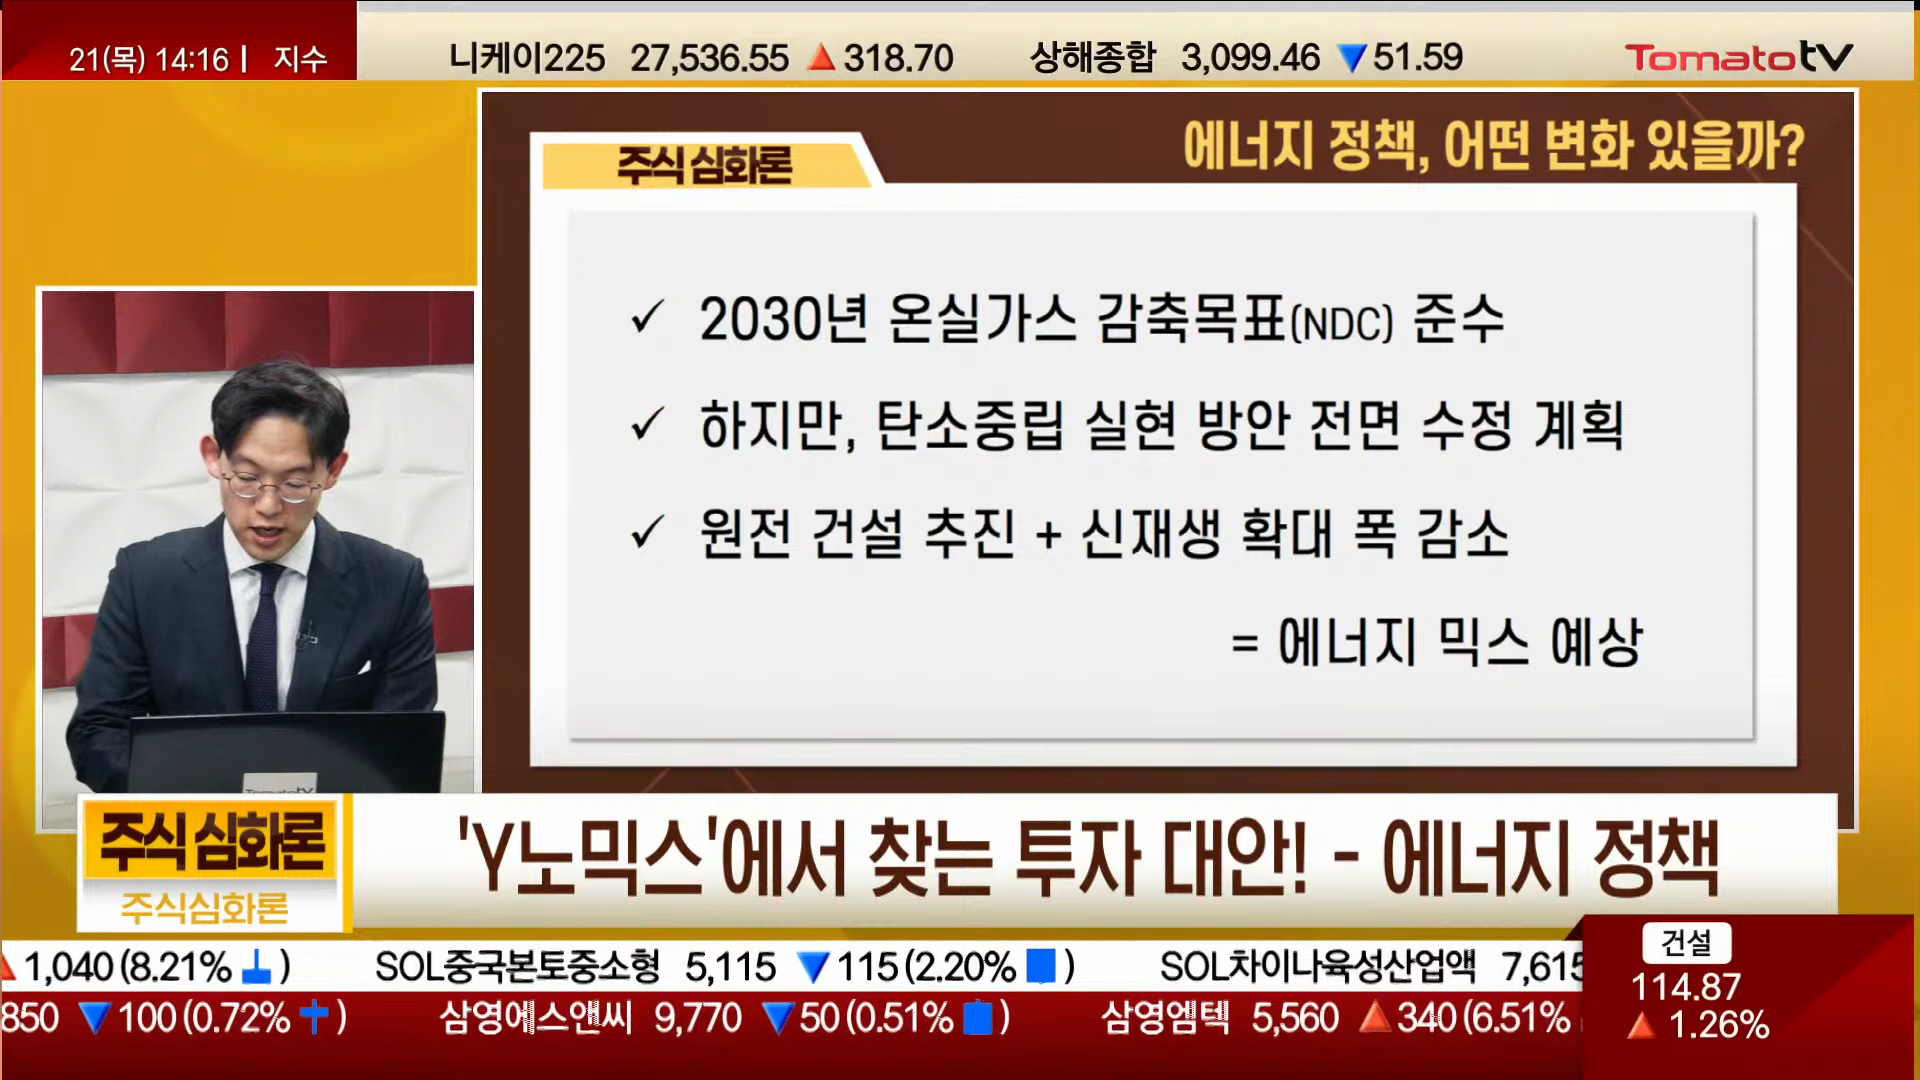 21(목) 14:16 | 지수
니케이225 27,536.55 ▲ 318.70 상해종합 3,099.46 ▼ 51.59
Tomatotv
에너지 정책, 어떤 변화 있을까?
주식 심화론
✓ 2030년 온실가스 감축목표(NDC) 준수
✓ 하지만, 탄소중립 실현 방안 전면 수정 계획
✓ 원전 건설 추진 + 신재생 확대 폭 감소
= 에너지 믹스 예상
TomatoTV
주식 심화론
주식심화론
'Y노믹스'에서 찾는 투자 대안! - 에너지 정책
▲ 1,040 (8.21% ) SOL중국본토중소형 5,115 ▼ 115 (2.20% ) SOL차이나육성산업액 7,615
850 ▼ 100 (0.72% ) 삼영에스앤씨 9,770 ▼ 50 (0.51% ) 삼영엠텍 5,560 ▲ 340 (6.51%
건설
114.87
▲ 1.26%